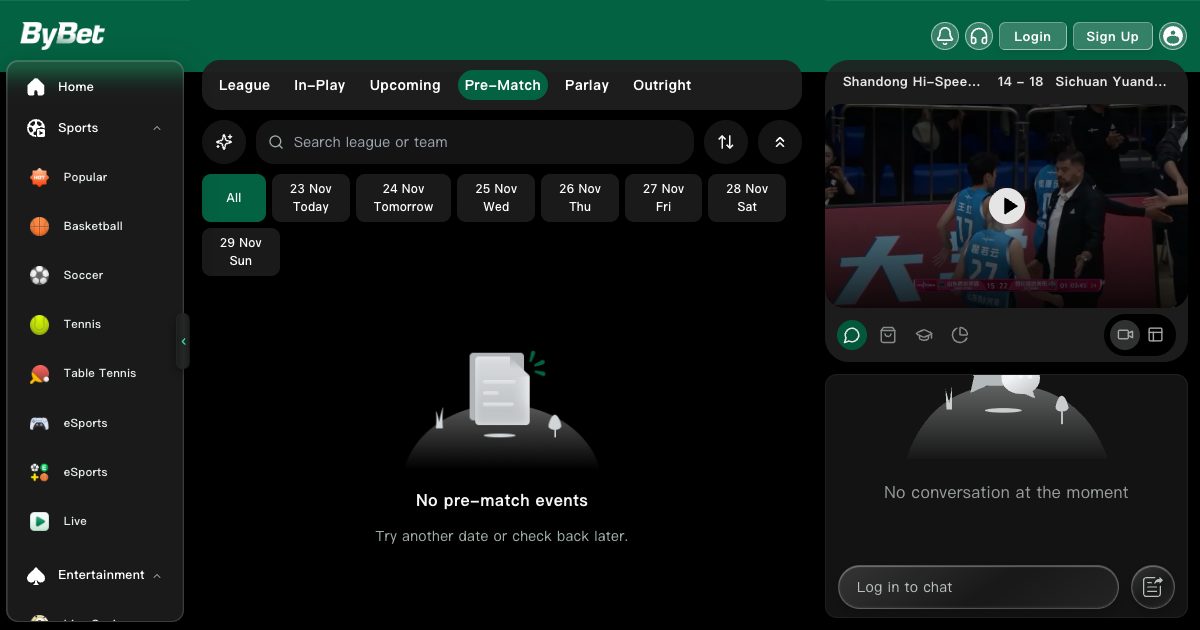 ByBet
Login
Sign Up
Home
Sports
Popular
Basketball
Soccer
Tennis
Table Tennis
eSports
eSports
Live
Entertainment
League
In-Play
Upcoming
Pre-Match
Parlay
Outright
Search league or team
All
23 Nov
Today
24 Nov
Tomorrow
25 Nov
Wed
26 Nov
Thu
27 Nov
Fri
28 Nov
Sat
29 Nov
Sun
No pre-match events
Try another date or check back later.
Shandong Hi-Spee... 14 - 18 Sichuan Yuand...
17
27
15 22
No conversation at the moment
Log in to chat